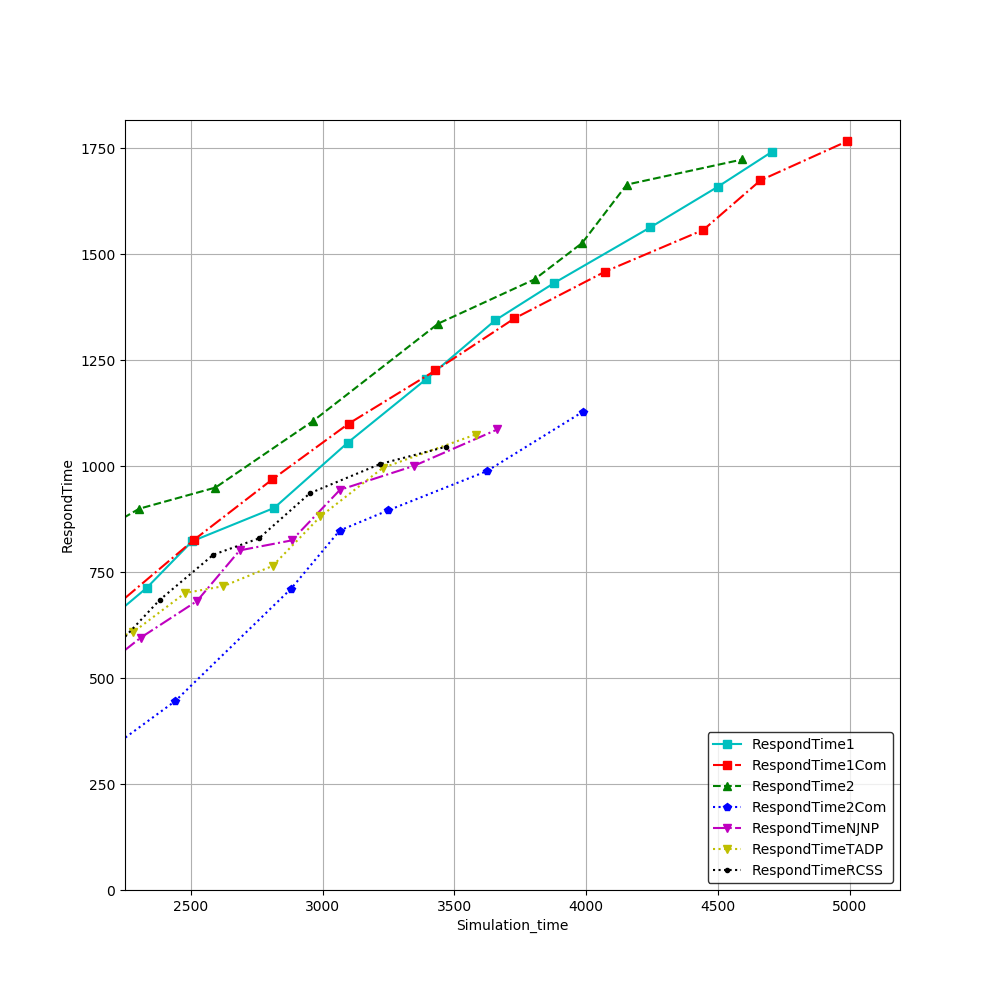 1750
1500
1250
1000
750
500
250
0
RespondTime
2500 3000 3500 4000 4500 5000
Simulation_time
RespondTime1
RespondTime1Com
RespondTime2
RespondTime2Com
RespondTimeNJNP
RespondTimeTADP
RespondTimeRCSS